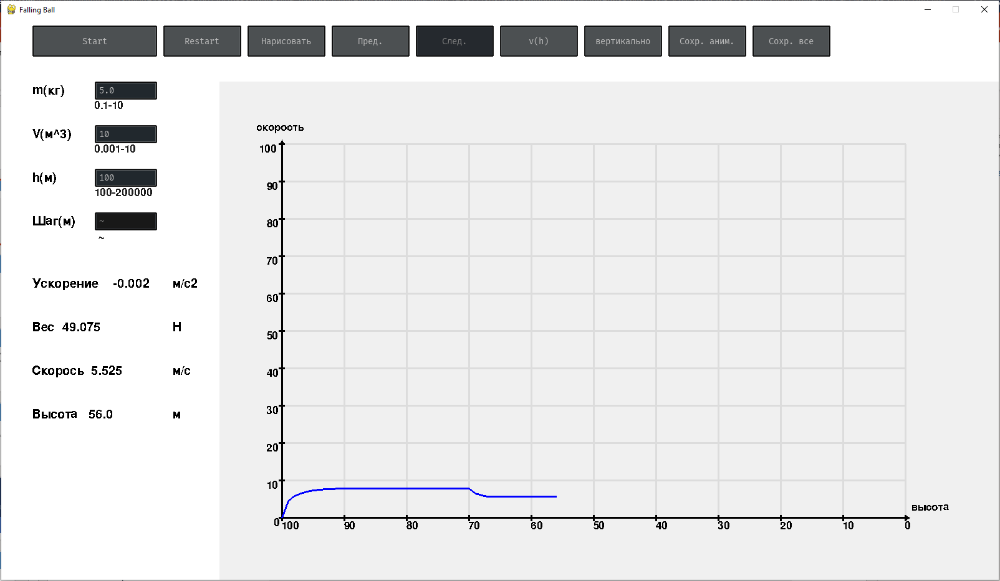 Falling Ball
Start Restart Нарисовать Пред. След. v(h) вертикально Сохр. аним. Сохр. все
m(кг) 5.0
0.1-10
V(м^3) 10
0.001-10
h(м) 100
100-200000
Шаг(м) ~
~
Ускорение -0.002 м/с2
Вес 49.075 Н
Скорось 5.525 м/с
Высота 56.0 м
скорость
100
90
80
70
60
50
40
30
20
10
0
высота
100 90 80 70 60 50 40 30 20 10 0